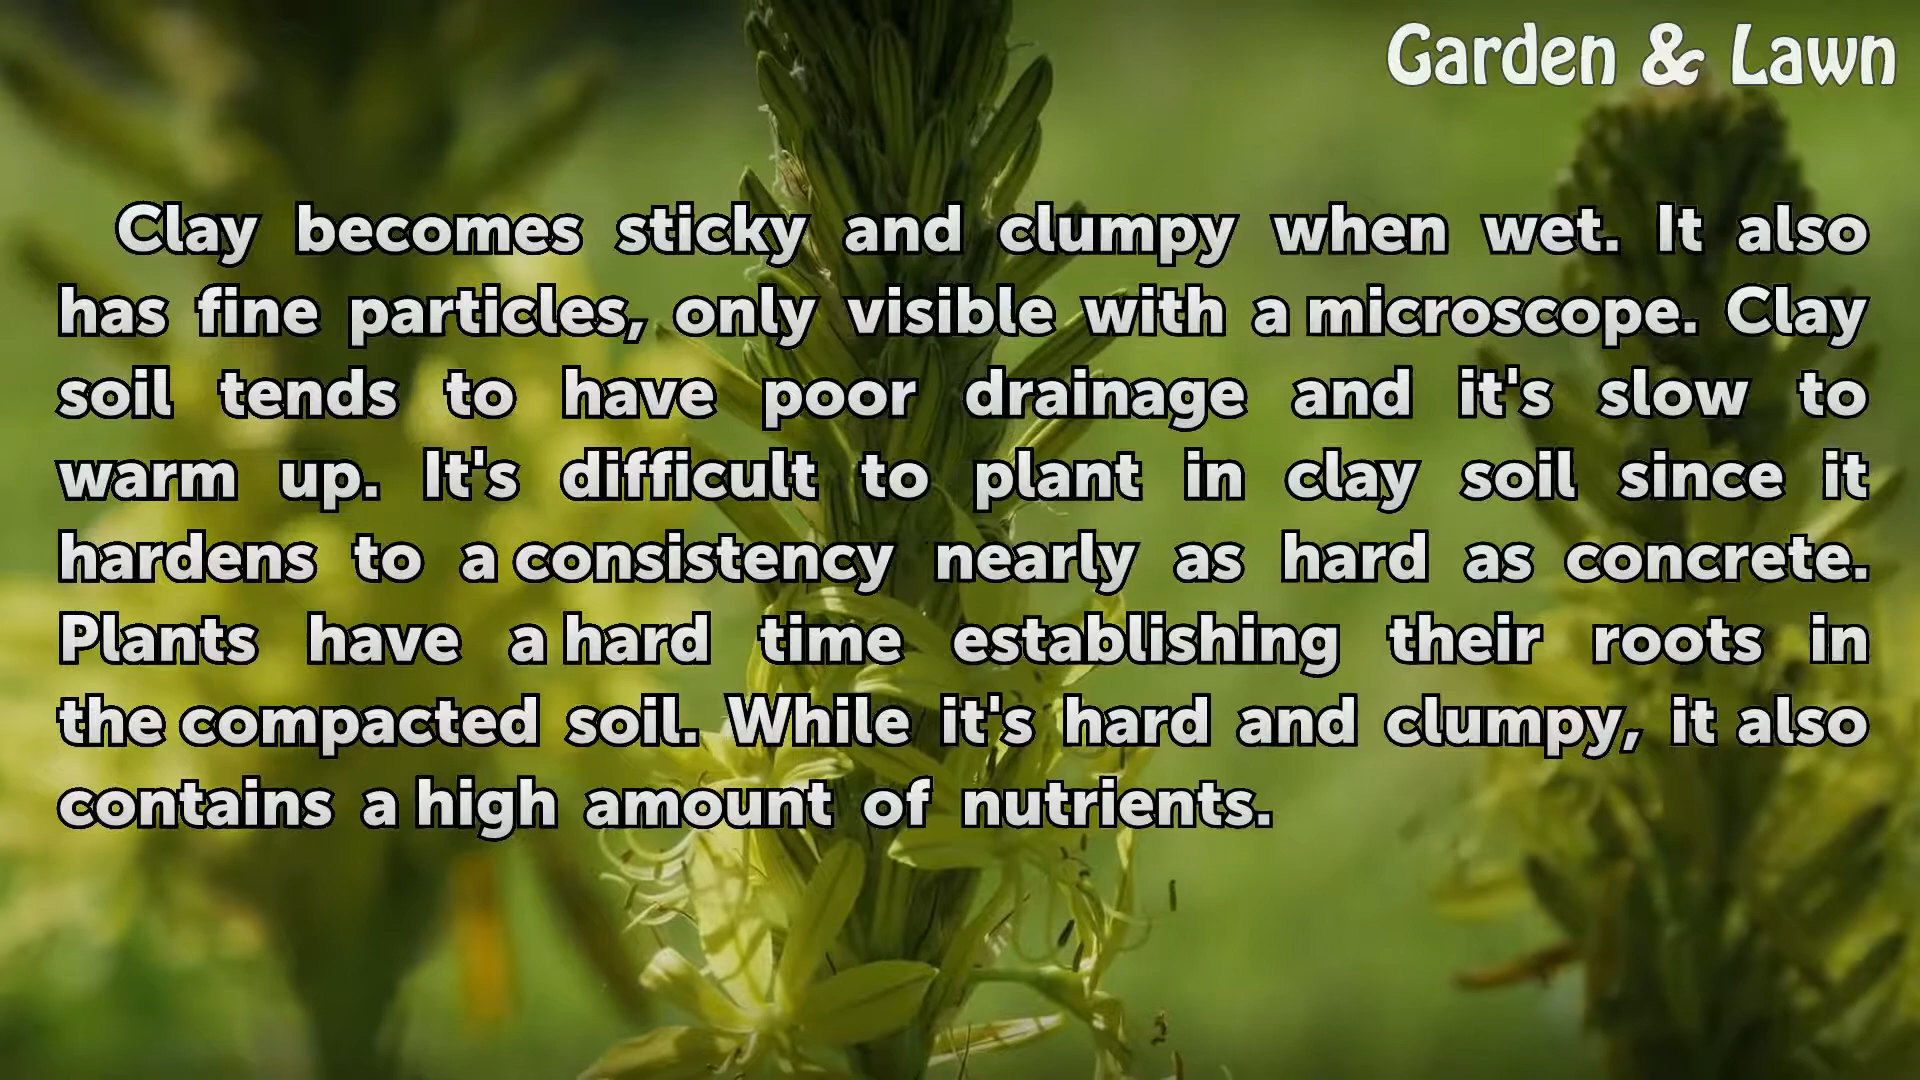 Garden & Lawn
Clay becomes sticky and clumpy when wet. It also
has fine particles, only visible with a microscope. Clay
soil tends to have poor drainage and it's slow to
warm up. It's difficult to plant in clay soil since it
hardens to a consistency nearly as hard as concrete.
Plants have a hard time establishing their roots in
the compacted soil. While it's hard and clumpy, it also
contains a high amount of nutrients.